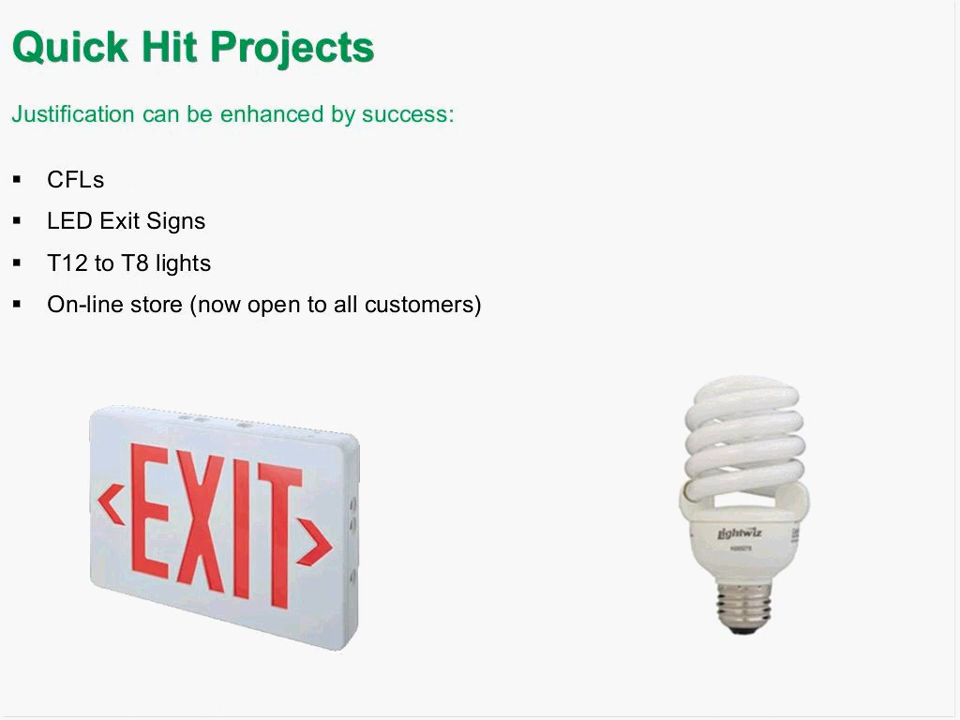 Quick Hit Projects
Justification can be enhanced by success:
▪ CFLs
▪ LED Exit Signs
▪ T12 to T8 lights
▪ On-line store (now open to all customers)
EXIT
Lightwiz